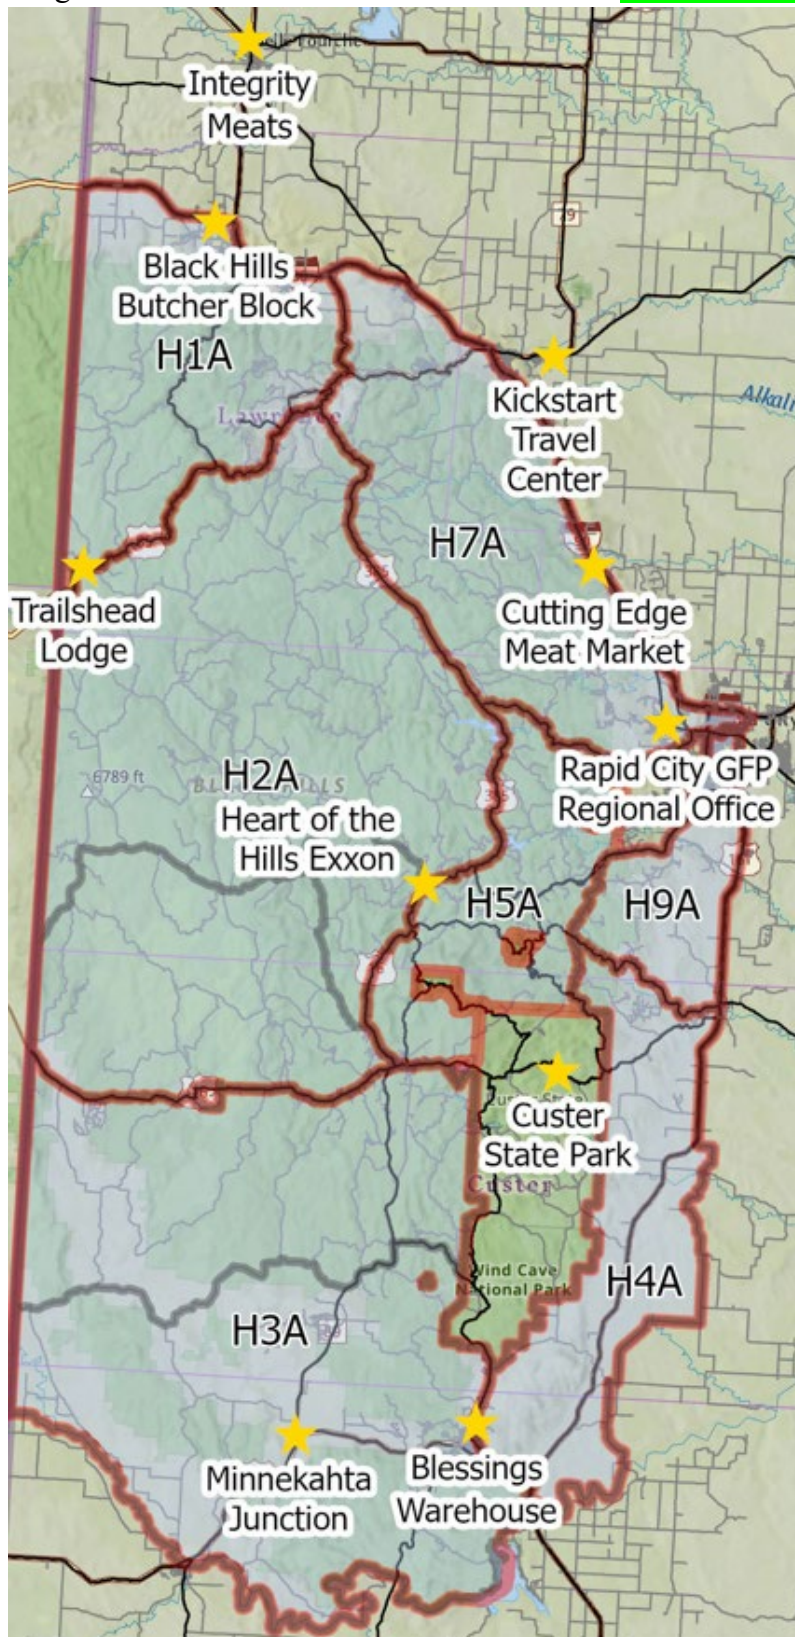 Integrity
Meats
79
Black Hills
Butcher Block
H1A
Kickstart
Travel
Center
H7A
Trailshead
Lodge
Cutting Edge
Meat Market
6789 ft
H2A
Rapid City GFP
Regional Office
Heart of the
Hills Exxon
H5A
H9A
Custer
State Park
Custer
Wind Cave
National Park
H4A
H3A
Minnekahta
Junction
Blessings
Warehouse